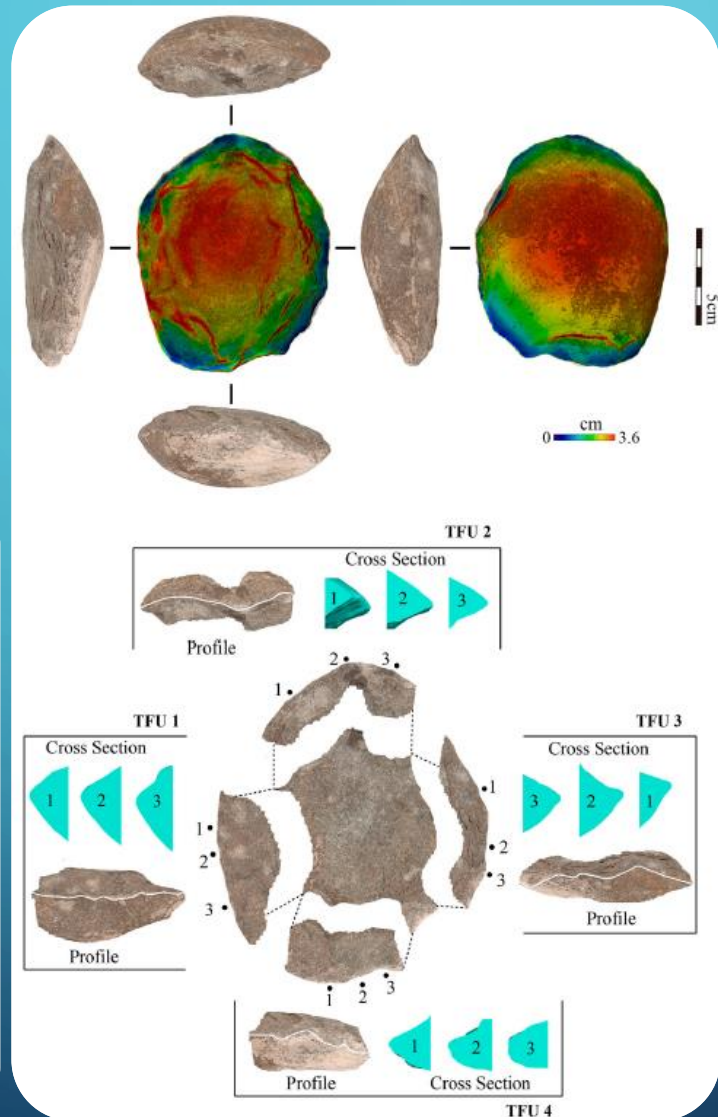 5cm
cm
0 3.6
TFU 2
Cross Section
1 2 3
Profile
2 3
1
TFU 1
Cross Section
1 2 3
Profile
1
2
3
TFU 3
Cross Section
3 2 1
Profile
1
2
3
1 2 3
Profile
1 2 3
Cross Section
TFU 4